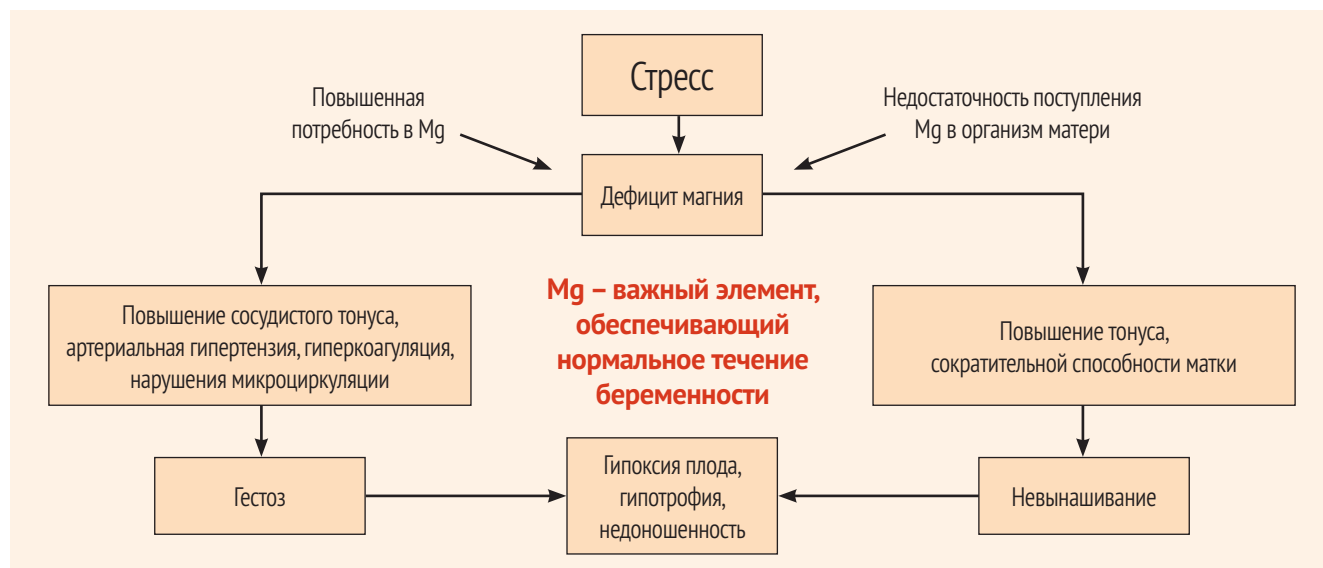 Стресс
Повышенная
потребность в Mg
Недостаточность поступления
Mg в организм матери
Дефицит магния
Повышение сосудистого тонуса,
артериальная гипертензия, гиперкоагуляция,
нарушения микроциркуляции
Mg – важный элемент,
обеспечивающий
нормальное течение
беременности
Повышение тонуса,
сократительной способности матки
Гестоз
Гипоксия плода,
гипотрофия,
недоношенность
Невынашивание